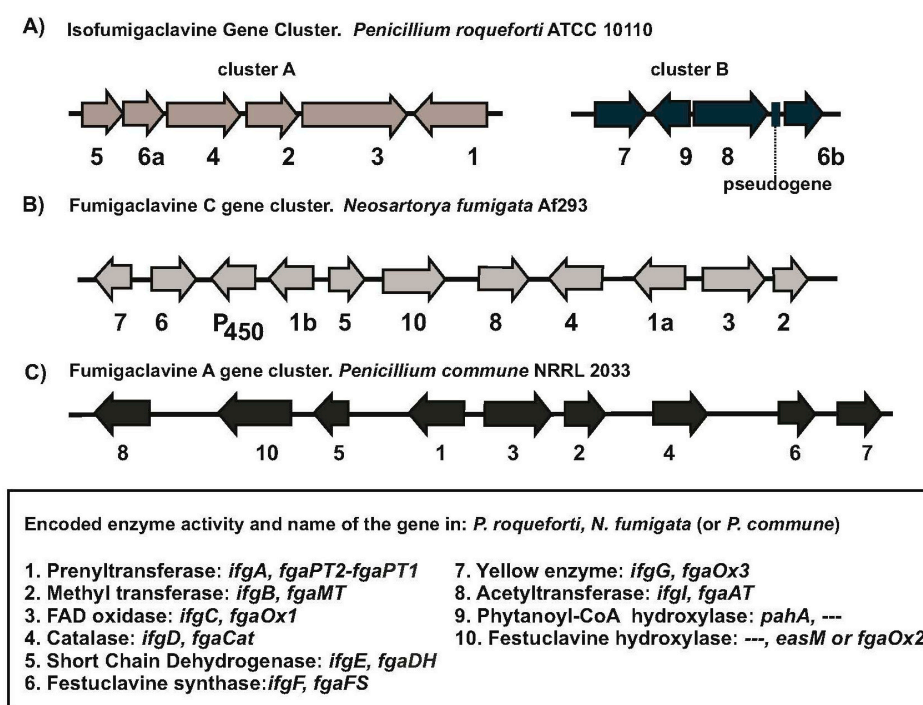 A) Isofumigaclavine Gene Cluster. Penicillium roqueforti ATCC 10110
cluster A cluster B
5 6a 4 2 3 1 7 9 8 6b
pseudogene
B) Fumigaclavine C gene cluster. Neosartorya fumigata Af293
7 6 P450 1b 5 10 8 4 1a 3 2
C) Fumigaclavine A gene cluster. Penicillium commune NRRL 2033
8 10 5 1 3 2 4 6 7
Encoded enzyme activity and name of the gene in: P. roqueforti, N. fumigata (or P. commune)
1. Prenyltransferase: ifgA, fgaPT2-fgaPT1
2. Methyl transferase: ifgB, fgaMT
3. FAD oxidase: ifgC, fgaOx1
4. Catalase: ifgD, fgaCat
5. Short Chain Dehydrogenase: ifgE, fgaDH
6. Festuclavine synthase:ifgF, fgaFS
7. Yellow enzyme: ifgG, fgaOx3
8. Acetyltransferase: ifgI, fgaAT
9. Phytanoyl-CoA hydroxylase: pahA, ---
10. Festuclavine hydroxylase: ---, easM or fgaOx2